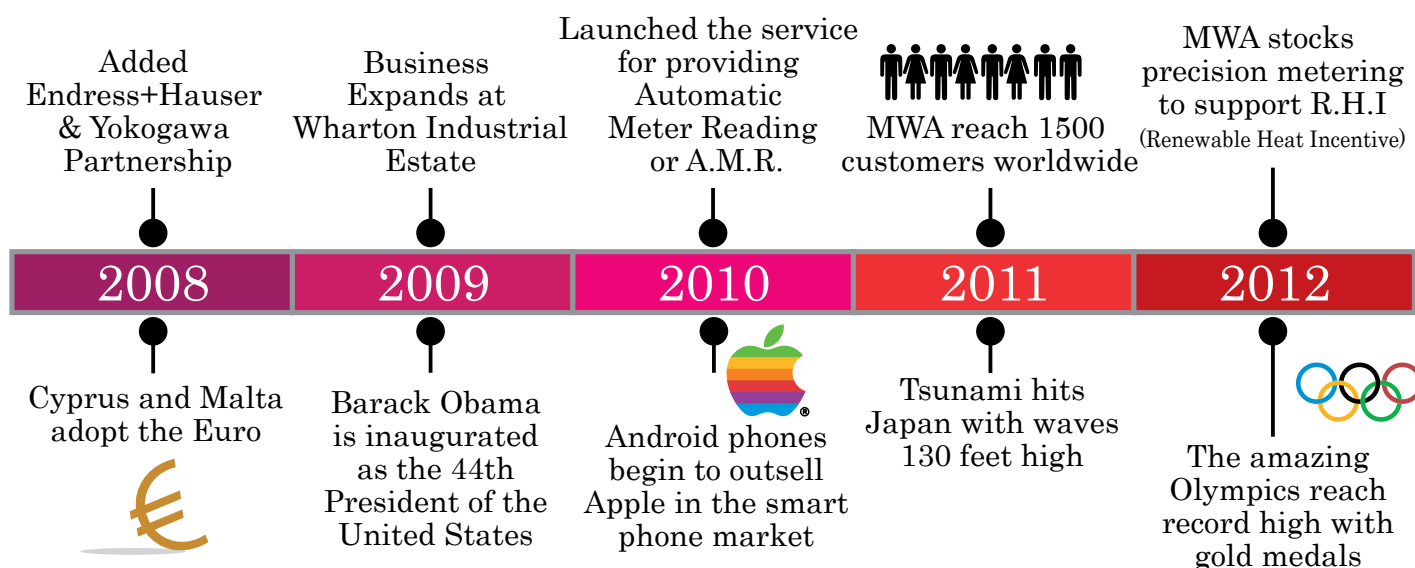 Added
Endress+Hauser
& Yokogawa
Partnership
Business
Expands at
Wharton Industrial
Estate
Launched the service
for providing
Automatic
Meter Reading
or A.M.R.
MWA reach 1500
customers worldwide
MWA stocks
precision metering
to support R.H.I
(Renewable Heat Incentive)
2008
2009
2010
2011
2012
Cyprus and Malta
adopt the Euro
€
Barack Obama
is inaugurated
as the 44th
President of the
United States
®
Android phones
begin to outsell
Apple in the smart
phone market
Tsunami hits
Japan with waves
130 feet high
The amazing
Olympics reach
record high with
gold medals